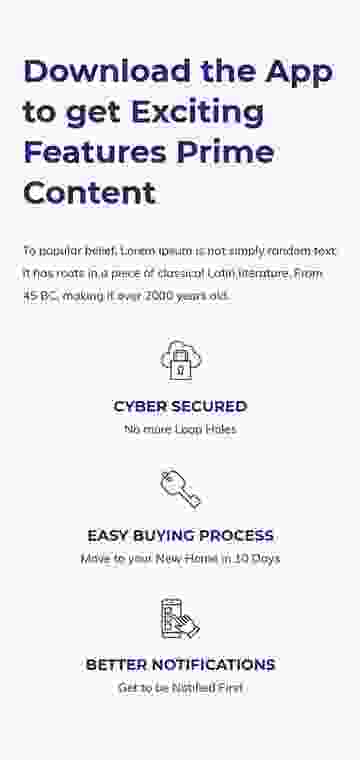 Download the App
to get Exciting
Features Prime
Content
To popular belief, Lorem Ipsum is not simply random text.
It has roots in a piece of classical Latin literature. From
45 BC, making it over 2000 years old.
CYBER SECURED
No more Loop Holes
EASY BUYING PROCESS
Move to your New Home in 30 Days
BETTER NOTIFICATIONS
Get to be Notified First